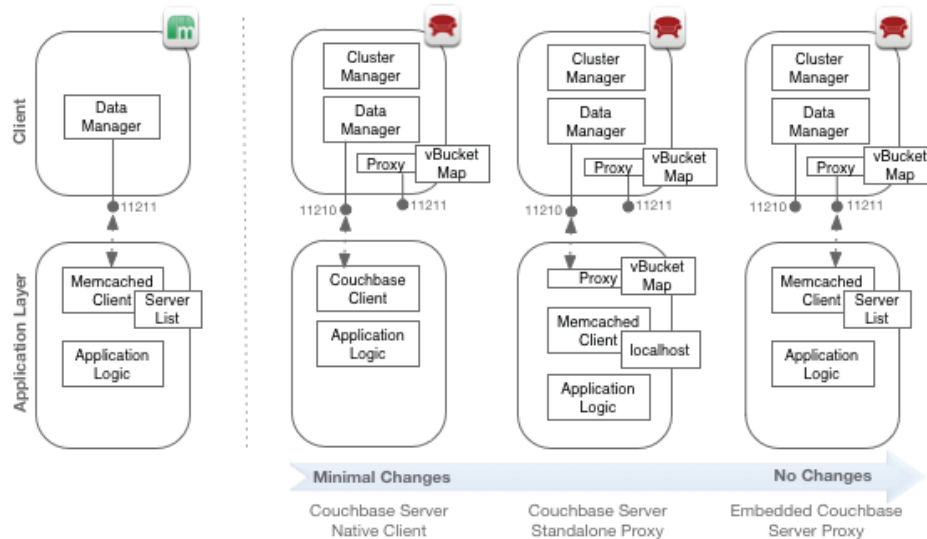 Client
Data
Manager
11211
Cluster
Manager
Data
Manager
Proxy
vBucket
Map
11210
11211
Cluster
Manager
Data
Manager
Proxy
vBucket
Map
11210
11211
Cluster
Manager
Data
Manager
Proxy
vBucket
Map
11210
11211
Application Layer
Memcached
Client
Server
List
Application
Logic
Couchbase
Client
Application
Logic
Proxy
vBucket
Map
Memcached
Client
localhost
Application
Logic
Memcached
Client
Server
List
Application
Logic
Minimal Changes
No Changes
Couchbase Server
Native Client
Couchbase Server
Standalone Proxy
Embedded Couchbase
Server Proxy